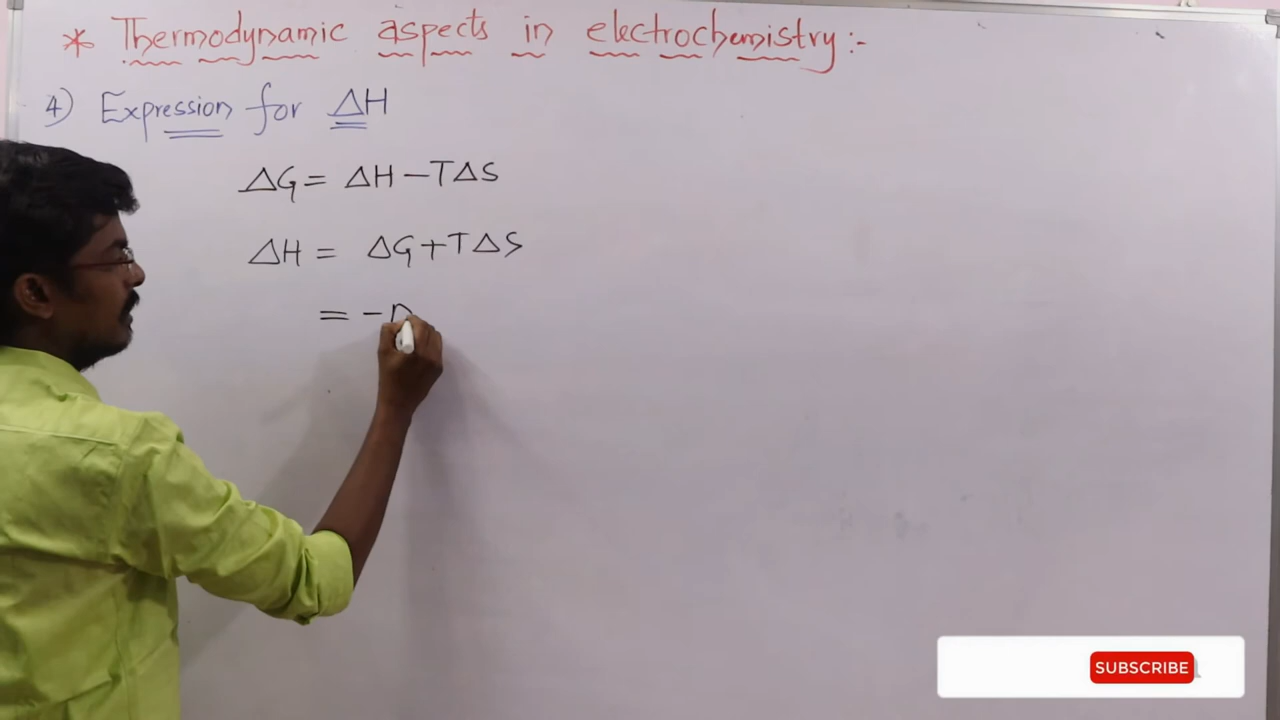 * Thermodynamic aspects in electrochemistry:-
4) Expression for ΔH
ΔG = ΔH - TΔS
ΔH = ΔG + TΔS
= -n
SUBSCRIBE